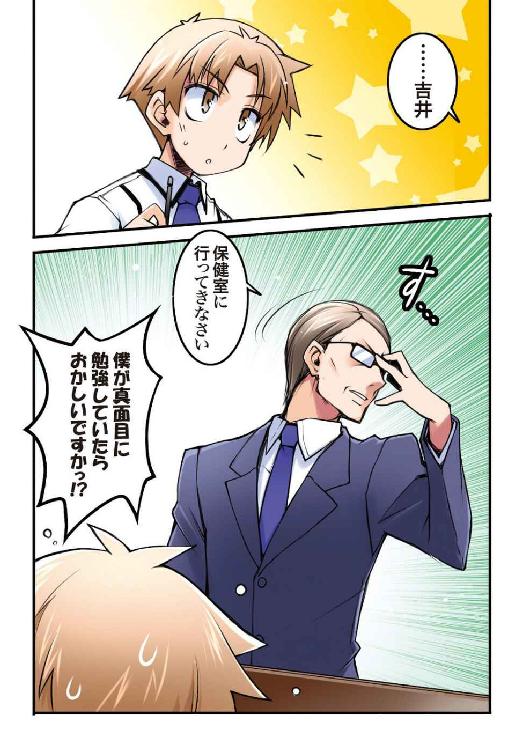 ……吉井
す…
保健室に
行ってきなさい
僕が真面目に
勉強していたら
おかしいですかっ!?